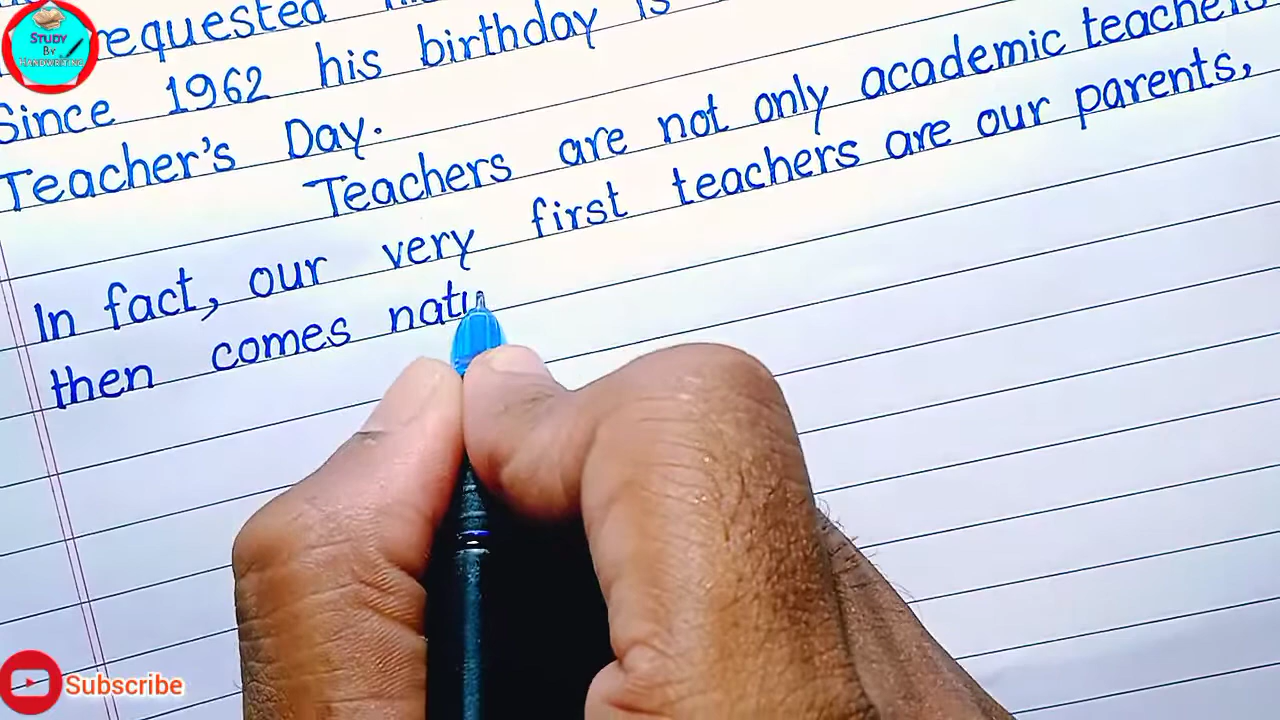 requested
Since 1962 his birthday is
Teacher's Day.
Teachers are not only academic teachers
In fact, our very first teachers are our parents,
then comes natu
STUDY
By
HANDWRITING
Subscribe